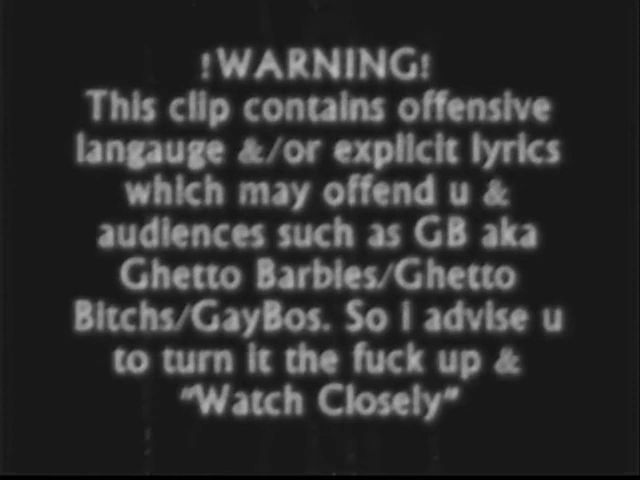 !WARNING!
This clip contains offensive
langauge &/or explicit lyrics
which may offend u &
audiences such as GB aka
Ghetto Barbies/Ghetto
Bitchs/GayBos. So I advise u
to turn it the fuck up &
"Watch Closely"